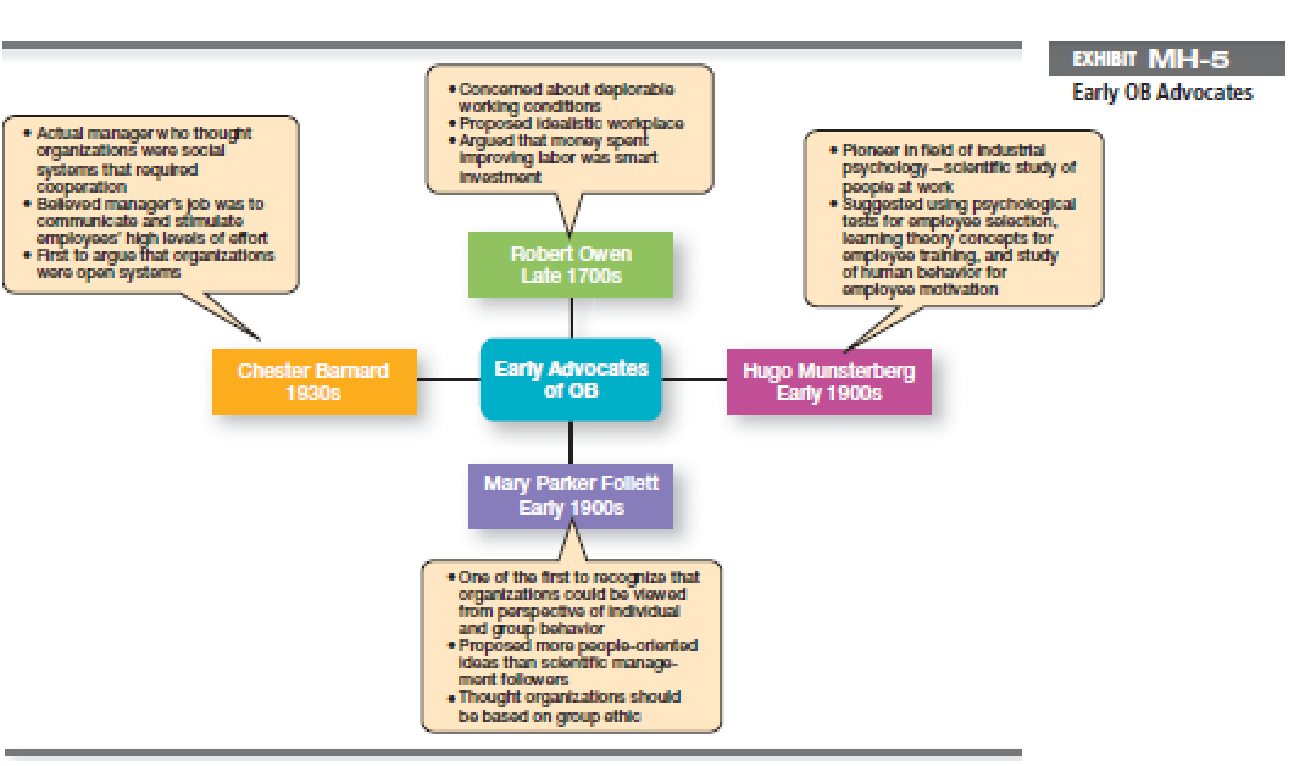 EXHIBIT MH-5
Early OB Advocates
• Concerned about deplorable
working conditions
• Proposed idealistic workplace
• Argued that money spent
improving labor was smart
investment
• Actual manager who thought
organizations were social
systems that required
cooperation
• Believed manager's job was to
communicate and stimulate
employees' high levels of effort
• First to argue that organizations
were open systems
• Pioneer in field of industrial
psychology—scientific study of
people at work
• Suggested using psychological
tests for employee selection,
learning theory concepts for
employee training, and study
of human behavior for
employee motivation
Robert Owen
Late 1700s
Chester Barnard
1930s
Early Advocates
of OB
Hugo Munsterberg
Early 1900s
Mary Parker Follett
Early 1900s
• One of the first to recognize that
organizations could be viewed
from perspective of individual
and group behavior
• Proposed more people-oriented
ideas than scientific manage-
ment followers
• Thought organizations should
be based on group ethic